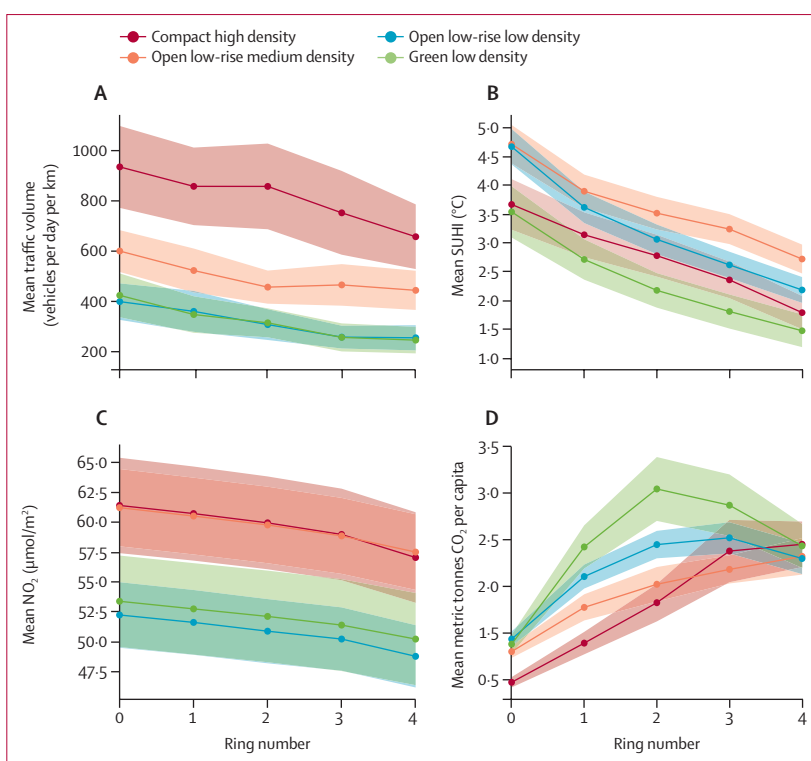 Compact high density
Open low-rise medium density
Open low-rise low density
Green low density
A
Mean traffic volume
(vehicles per day per km)
1000
800
600
400
200
B
Mean SUHI (°C)
5·0
4·5
4·0
3·5
3·0
2·5
2·0
1·5
1·0
C
Mean NO₂ (μmol/m²)
65·0
62·5
60·0
57·5
55·0
52·5
50·0
47·5
0
1
2
3
4
Ring number
D
Mean metric tonnes CO₂ per capita
3·5
3·0
2·5
2·0
1·5
0·5
0
1
2
3
4
Ring number